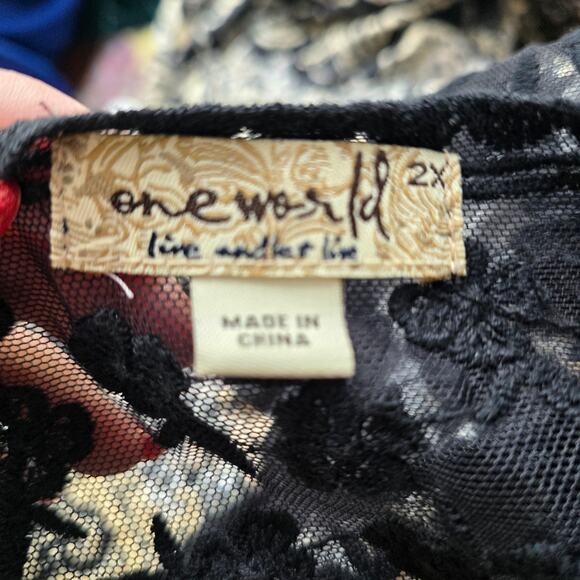 one world 2X
live and let live
MADE IN
CHINA